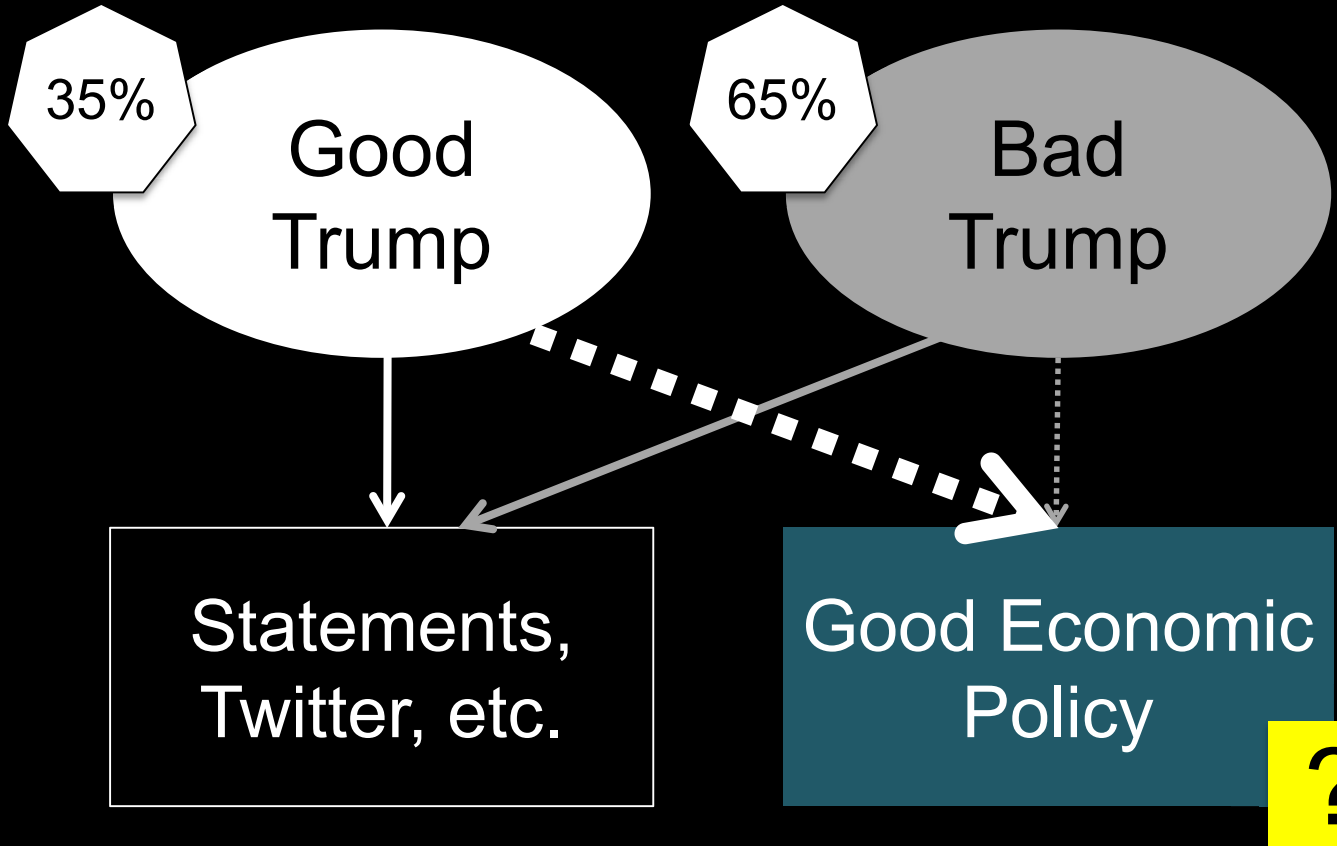 35%
Good
Trump
65%
Bad
Trump
Statements,
Twitter, etc.
Good Economic
Policy
?